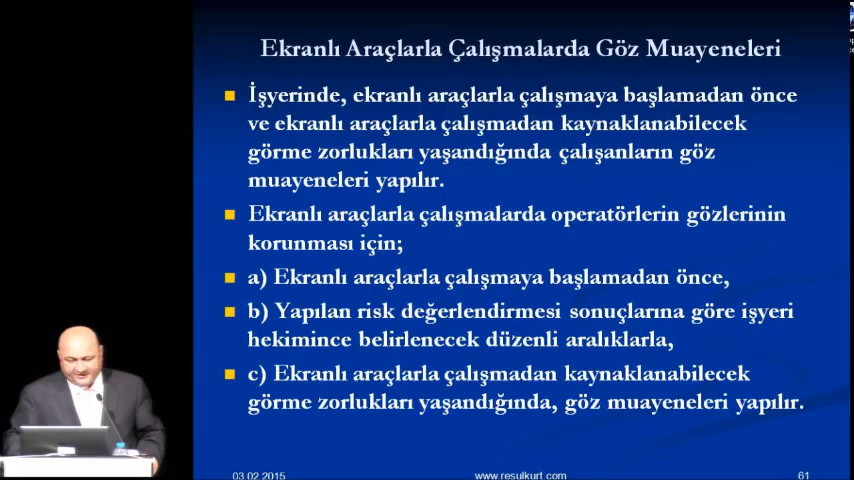 Ekranlı Araçlarla Çalışmalarda Göz Muayeneleri
İşyerinde, ekranlı araçlarla çalışmaya başlamadan önce
ve ekranlı araçlarla çalışmadan kaynaklanabilecek
görme zorlukları yaşandığında çalışanların göz
muayeneleri yapılır.
Ekranlı araçlarla çalışmalarda operatörlerin gözlerinin
korunması için;
a) Ekranlı araçlarla çalışmaya başlamadan önce,
b) Yapılan risk değerlendirmesi sonuçlarına göre işyeri
hekimince belirlenecek düzenli aralıklarla,
c) Ekranlı araçlarla çalışmadan kaynaklanabilecek
görme zorlukları yaşandığında, göz muayeneleri yapılır.
03.02.2015 www.resulkurt.com 61